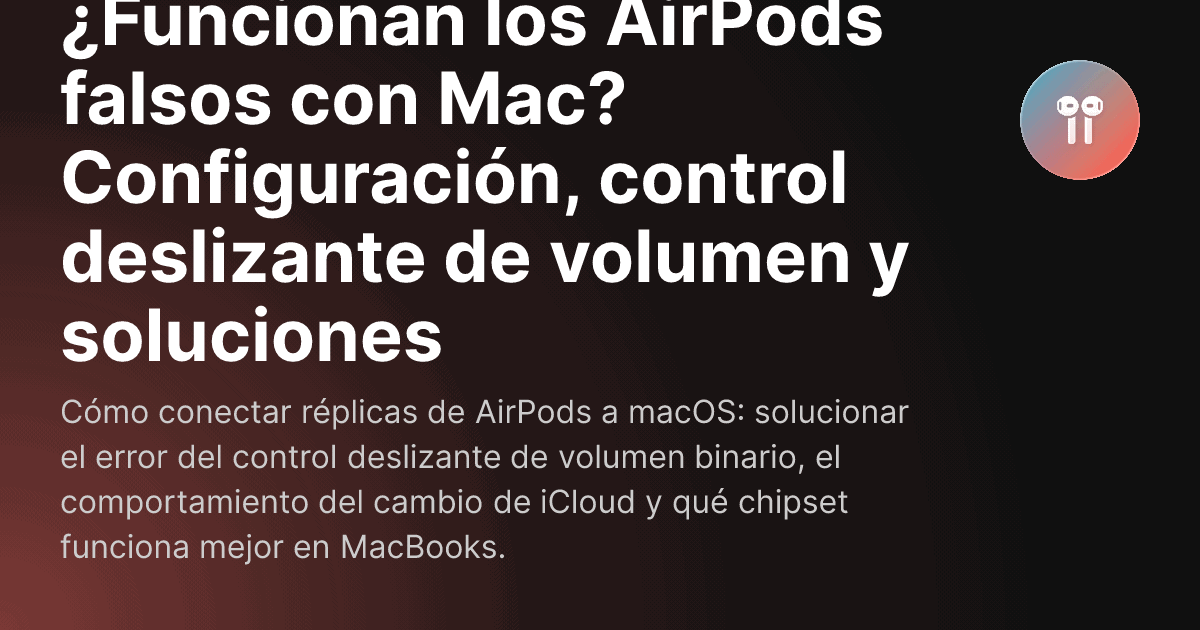 ¿Funcionan los AirPods
falsos con Mac?
Configuración, control
deslizante de volumen y
soluciones
Cómo conectar réplicas de AirPods a macOS: solucionar
el error del control deslizante de volumen binario, el
comportamiento del cambio de iCloud y qué chipset
funciona mejor en MacBooks.